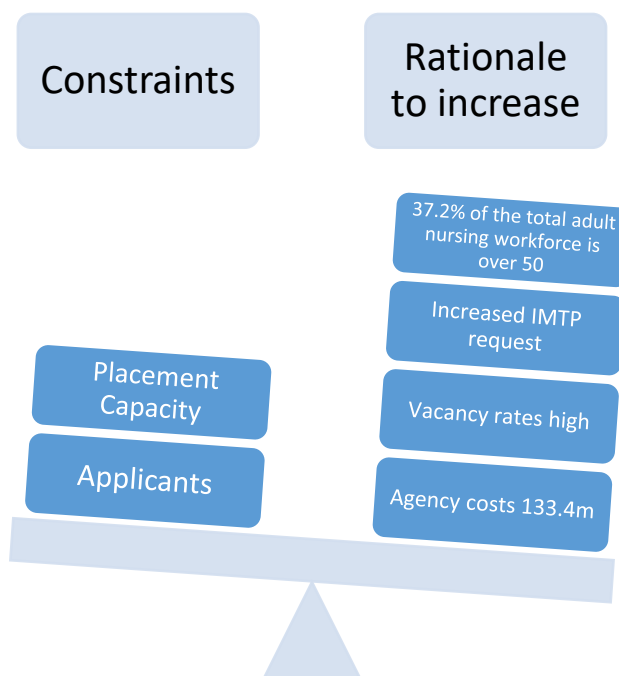 Constraints
Rationale
to increase
37.2% of the total adult
nursing workforce is
over 50
Increased IMTP
request
Placement
Capacity
Vacancy rates high
Applicants
Agency costs 133.4m